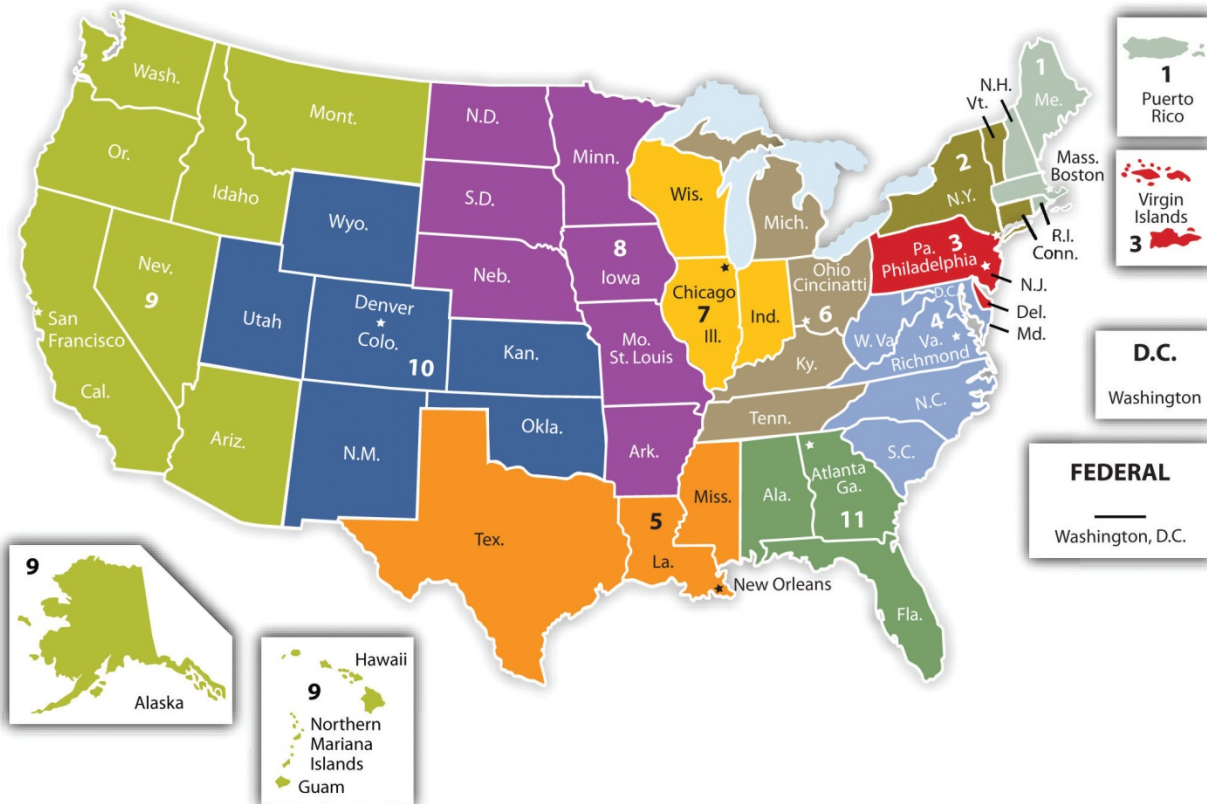 Wash.
Or.
Mont.
Idaho
Wyo.
Nev.
9
Utah
San
Francisco
Cal.
Ariz.
Denver
Colo.
10
N.M.
Kan.
Okla.
N.D.
S.D.
Neb.
Minn.
8
Iowa
Mo.
St. Louis
Ark.
Wis.
Chicago
7
Ill.
Ind.
Mich.
Ohio
Cincinatti
6
Ky.
Tenn.
Tex.
5
La.
Miss.
New Orleans
Ala.
Atlanta
Ga.
11
Fla.
1
Me.
N.H.
Vt.
2
N.Y.
Mass.
Boston
R.I.
Conn.
Pa. 3
Philadelphia
N.J.
Del.
Md.
D.C.
4
W. Va
Va.
Richmond
N.C.
S.C.
1
Puerto
Rico
Virgin
Islands
3
D.C.
Washington
FEDERAL
Washington, D.C.
9
Alaska
Hawaii
9
Northern
Mariana
Islands
Guam